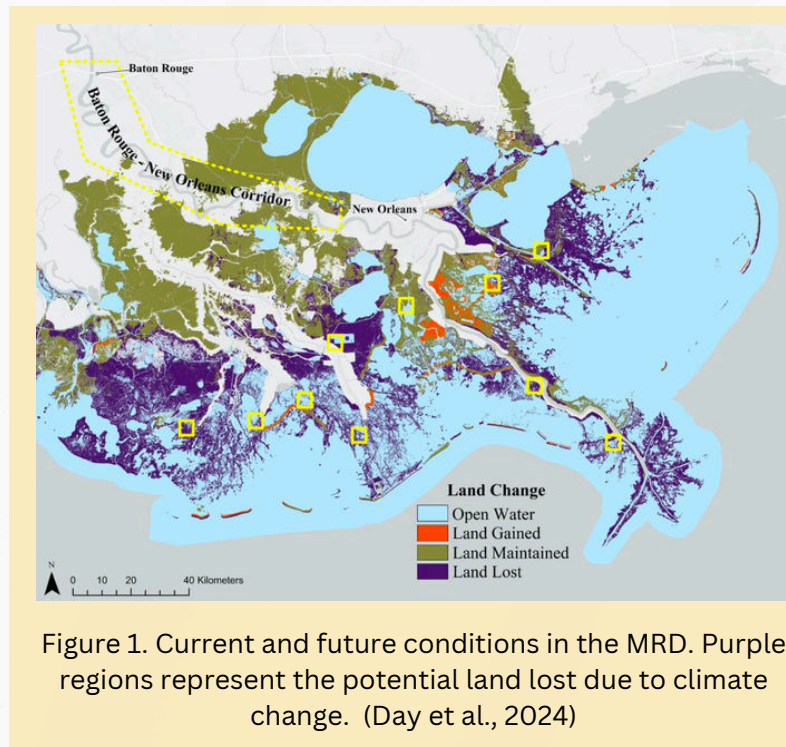 Baton Rouge
Baton Rouge - New Orleans Corridor
New Orleans
Land Change
Open Water
Land Gained
Land Maintained
Land Lost
N
0 10 20 40 Kilometers
Figure 1. Current and future conditions in the MRD. Purple
regions represent the potential land lost due to climate
change. (Day et al., 2024)